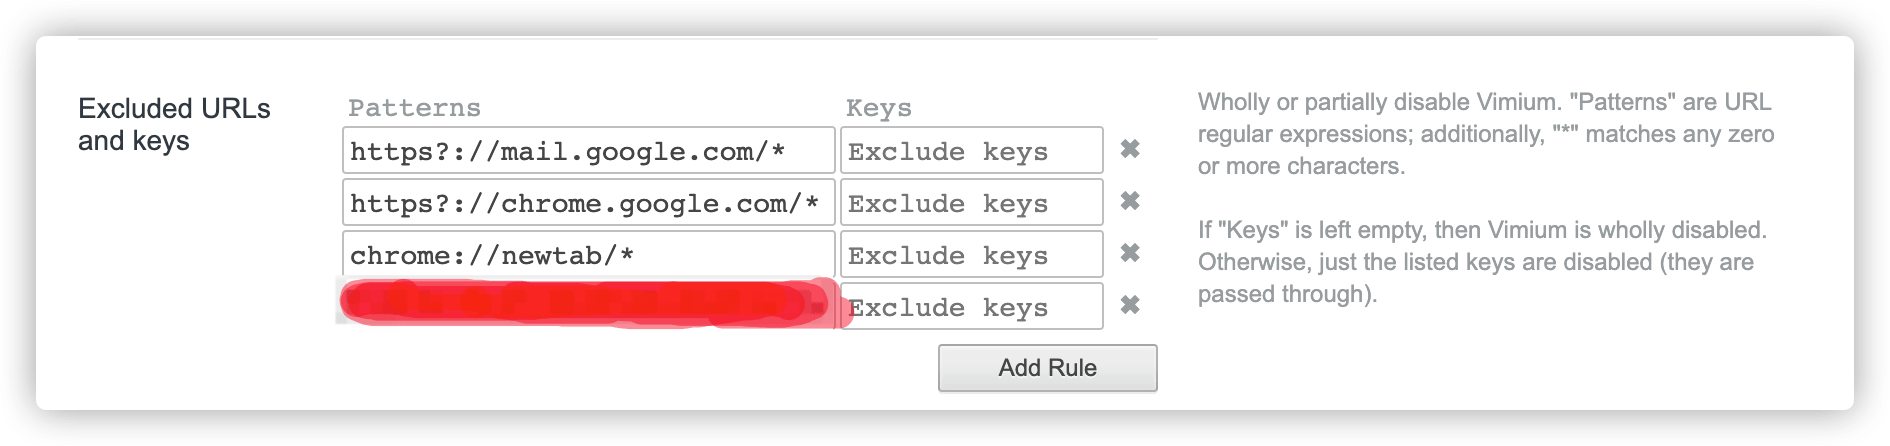 Excluded URLs
and keys
Patterns
Keys
https?://mail.google.com/*
Exclude keys
✖
https?://chrome.google.com/*
Exclude keys
✖
chrome://newtab/*
Exclude keys
✖
Exclude keys
✖
Add Rule
Wholly or partially disable Vimium. "Patterns" are URL
regular expressions; additionally, "*" matches any zero
or more characters.
If "Keys" is left empty, then Vimium is wholly disabled.
Otherwise, just the listed keys are disabled (they are
passed through).